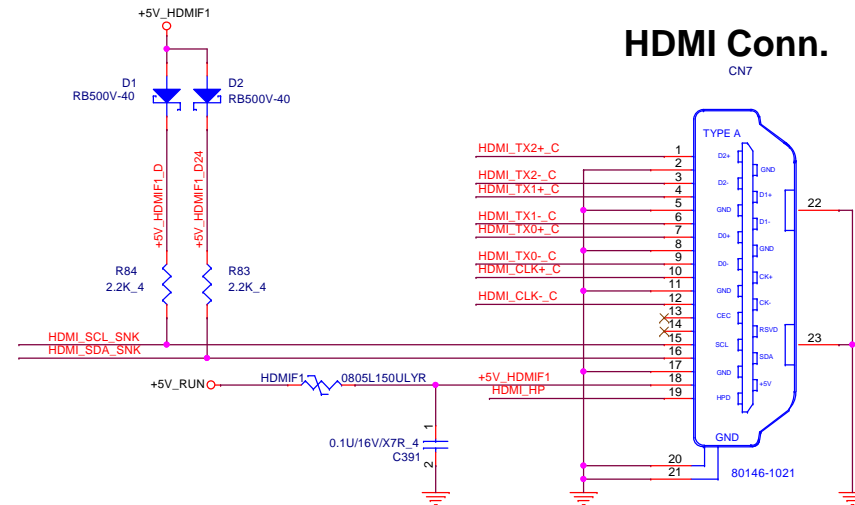 +5V_HDMIF1
HDMI Conn.
CN7
D1
RB500V-40
D2
RB500V-40
+5V_HDMIF1_D
+5V_HDMIF1_D24
R84
2.2K_4
R83
2.2K_4
HDMI_SCL_SNK
HDMI_SDA_SNK
+5V_RUN
HDMIF1
0805L150ULYR
+5V_HDMIF1
HDMI_HP
1
2
0.1U/16V/X7R_4
C391
TYPE A
HDMI_TX2+_C
HDMI_TX2-_C
HDMI_TX1+_C
HDMI_TX1-_C
HDMI_TX0+_C
HDMI_TX0-_C
HDMI_CLK+_C
HDMI_CLK-_C
1
2
3
4
5
6
7
8
9
10
11
12
13
14
15
16
17
18
19
20
21
D2+
GND
D2-
D1+
GND
D1-
D0+
GND
D0-
CK+
GND
CK-
CEC
RSVD
SCL
SDA
GND
+5V
HPD
GND
22
23
80146-1021